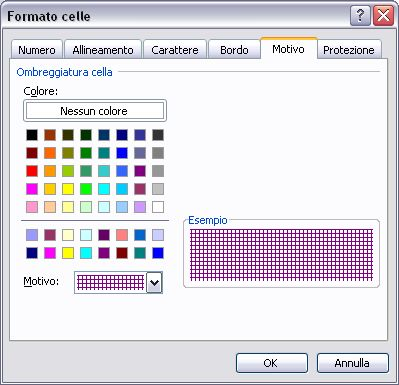 Formato celle
Numero Allineamento Carattere Bordo Motivo Protezione
Ombreggiatura cella
Colore:
Nessun colore
Esempio
Motivo:
OK Annulla